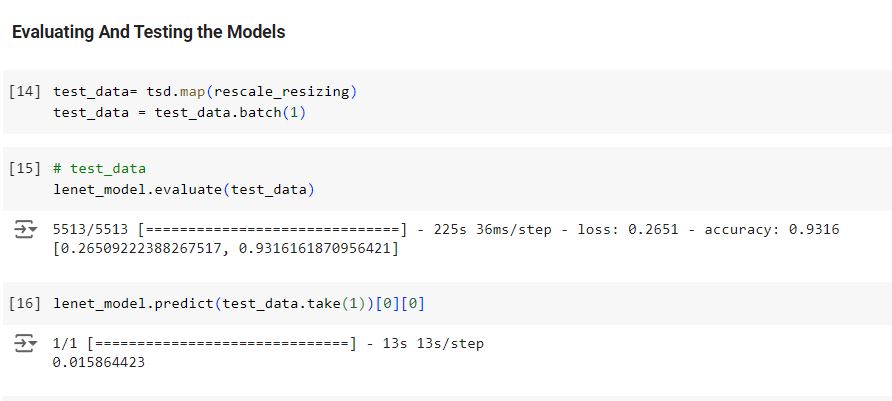 Evaluating And Testing the Models
[14] test_data= tsd.map(rescale_resizing)
test_data = test_data.batch(1)
[15] # test_data
lenet_model.evaluate(test_data)
5513/5513 [==============================] - 225s 36ms/step - loss: 0.2651 - accuracy: 0.9316
[0.26509222388267517, 0.9316161870956421]
[16] lenet_model.predict(test_data.take(1))[0][0]
1/1 [==============================] - 13s 13s/step
0.015864423